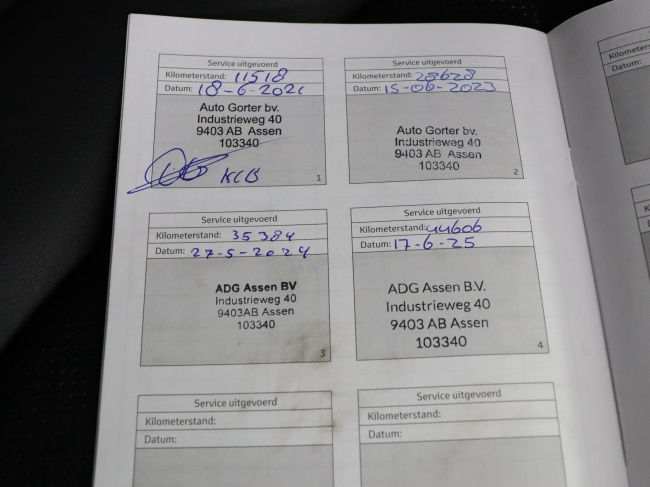 Service uitgevoerd
Kilometerstand: 11518
Datum: 18-6-2021
Auto Gorter bv.
Industrieweg 40
9403 AB Assen
103340
KCB
1
Service uitgevoerd
Kilometerstand: 28628
Datum: 15-06-2023
Auto Gorter bv.
Industrieweg 40
9403 AB Assen
103340
2
Service uitgevoerd
Kilometerstand: 35384
Datum: 27-5-2024
ADG Assen BV
Industrieweg 40
9403AB Assen
103340
3
Service uitgevoerd
Kilometerstand: 44606
Datum: 17-6-25
ADG Assen B.V.
Industrieweg 40
9403 AB Assen
103340
4
Service uitgevoerd
Kilometerstand:
Datum:
Service uitgevoerd
Kilometerstand:
Datum:
Datum: